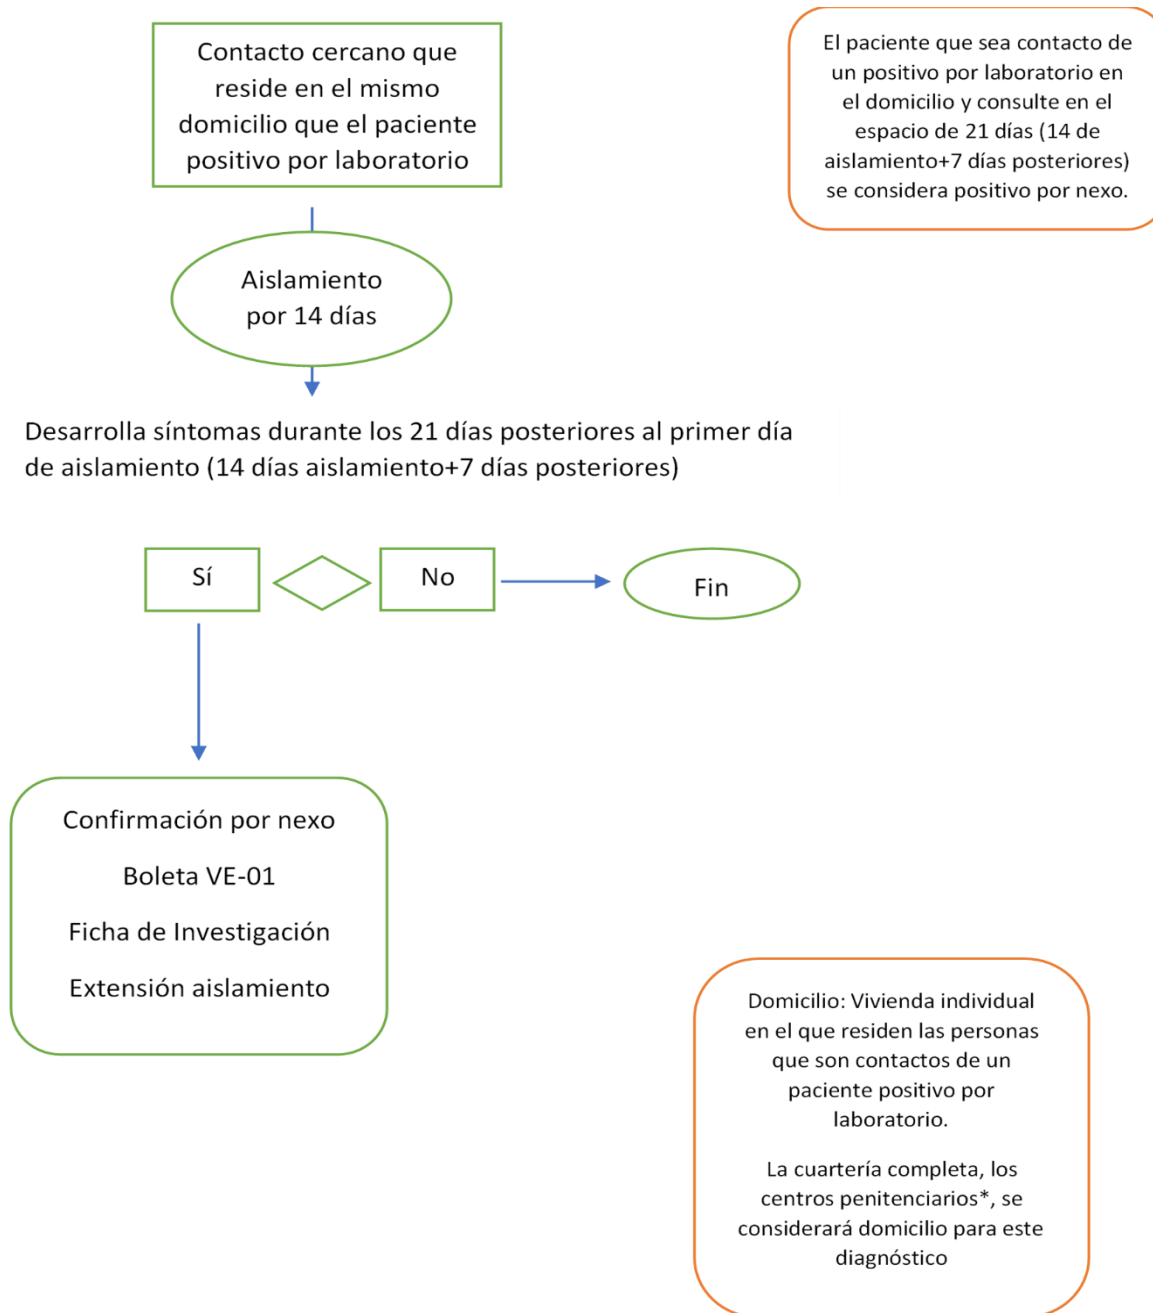 Contacto cercano que
reside en el mismo
domicilio que el paciente
positivo por laboratorio
El paciente que sea contacto de
un positivo por laboratorio en
el domicilio y consulte en el
espacio de 21 días (14 de
aislamiento+7 días posteriores)
se considera positivo por nexo.
Aislamiento
por 14 días
Desarrolla síntomas durante los 21 días posteriores al primer día
de aislamiento (14 días aislamiento+7 días posteriores)
Sí
No
Fin
Confirmación por nexo
Boleta VE-01
Ficha de Investigación
Extensión aislamiento
Domicilio: Vivienda individual
en el que residen las personas
que son contactos de un
paciente positivo por
laboratorio.
La cuartería completa, los
centros penitenciarios*, se
considerará domicilio para este
diagnóstico